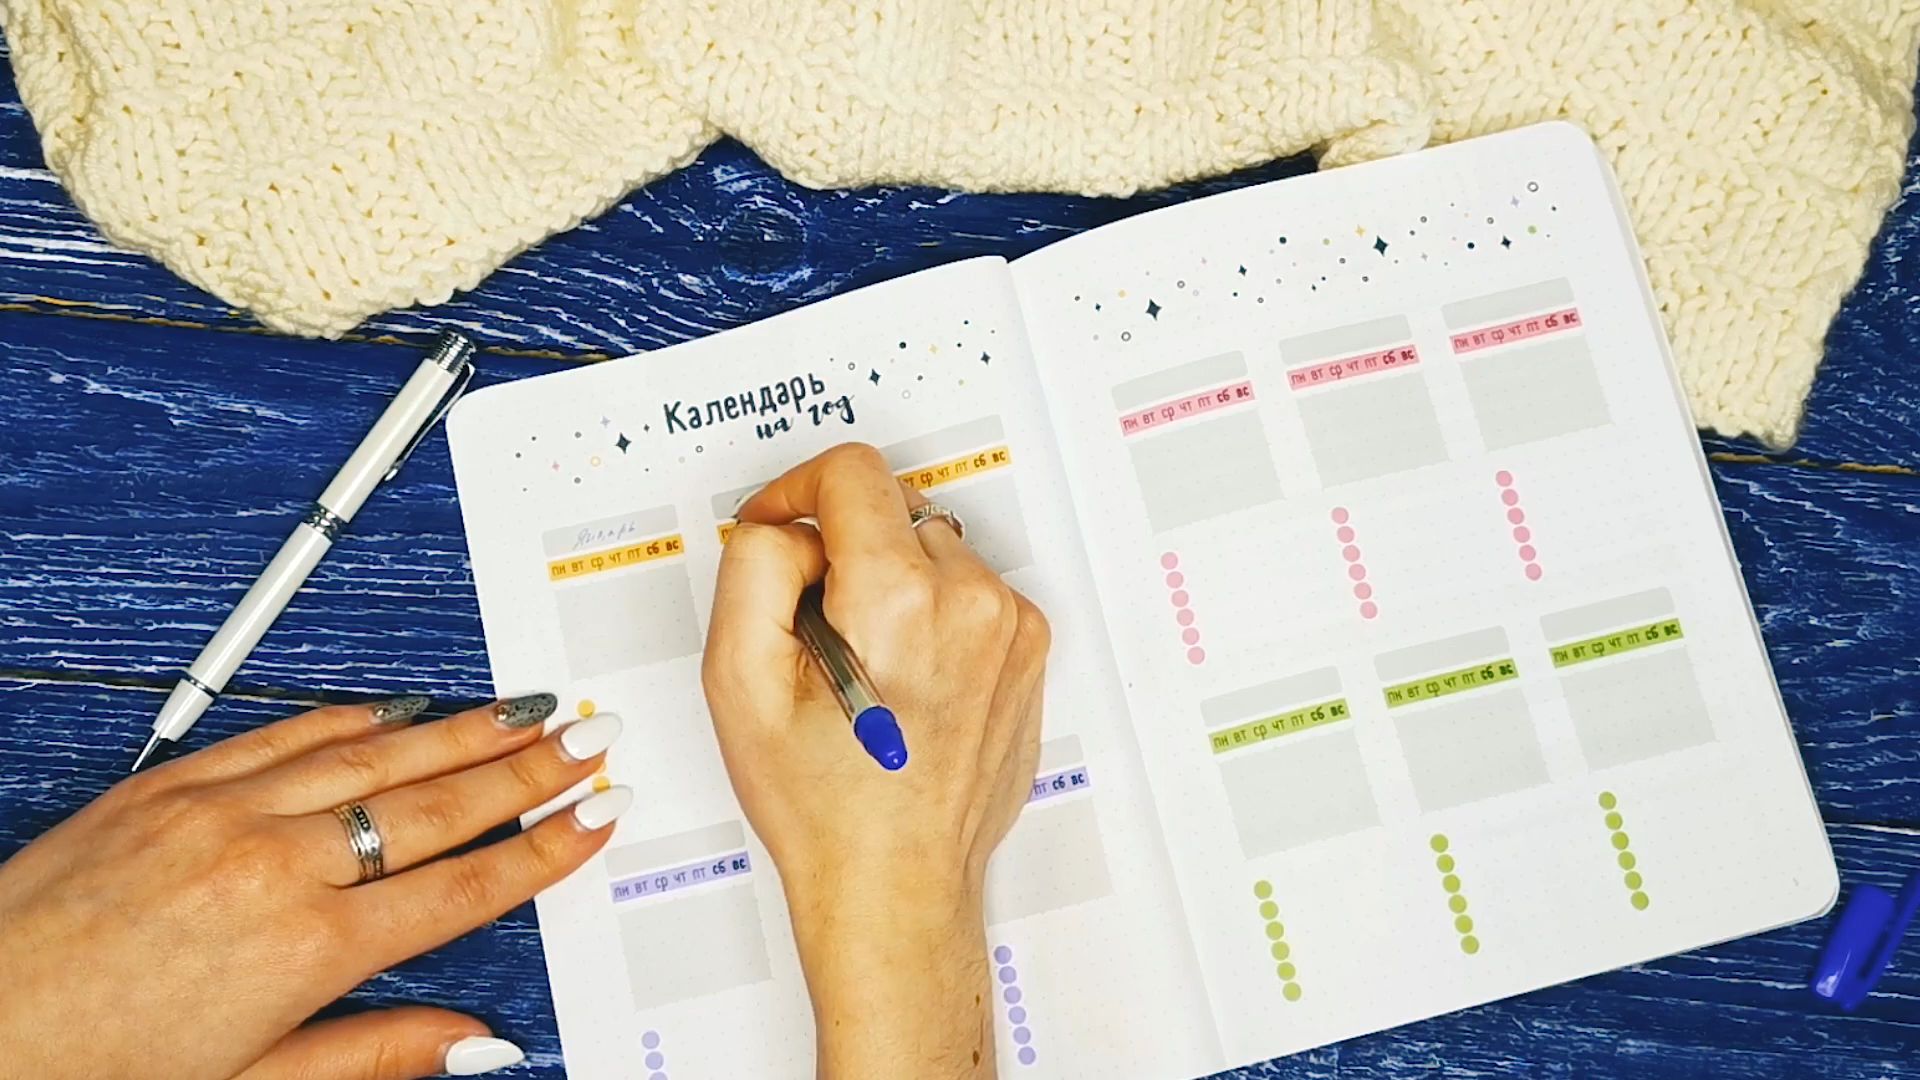 Календарь
на год
Январь
пн вт ср чт пт сб вс
вт ср чт пт сб вс
пт сб вс
пн вт ср чт пт сб вс
пн вт ср чт пт сб вс
пн вт ср чт пт сб вс
пн вт ср чт пт сб вс
пн вт ср чт пт сб вс
пн вт ср чт пт сб вс
пн вт ср чт пт сб вс